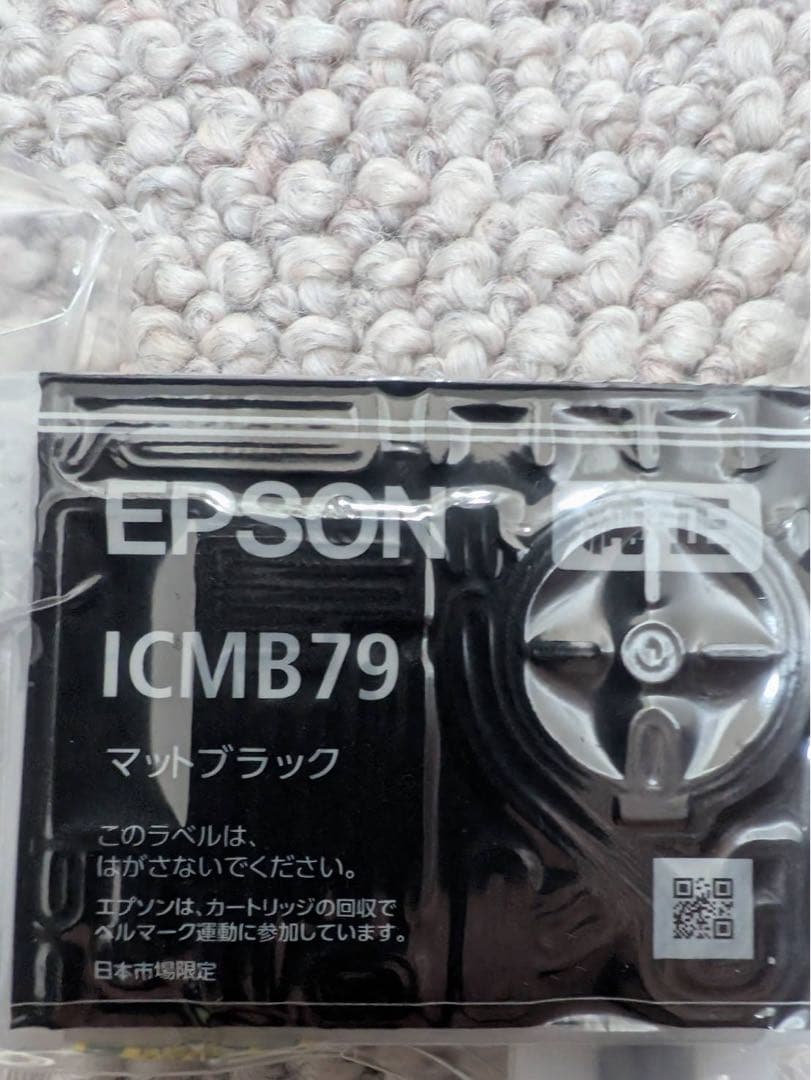 EPSON
ICMB79
マットブラック
このラベルは、
はがさないでください。
エプソンは、カートリッジの回収で
ベルマーク運動に参加しています。
日本市場限定